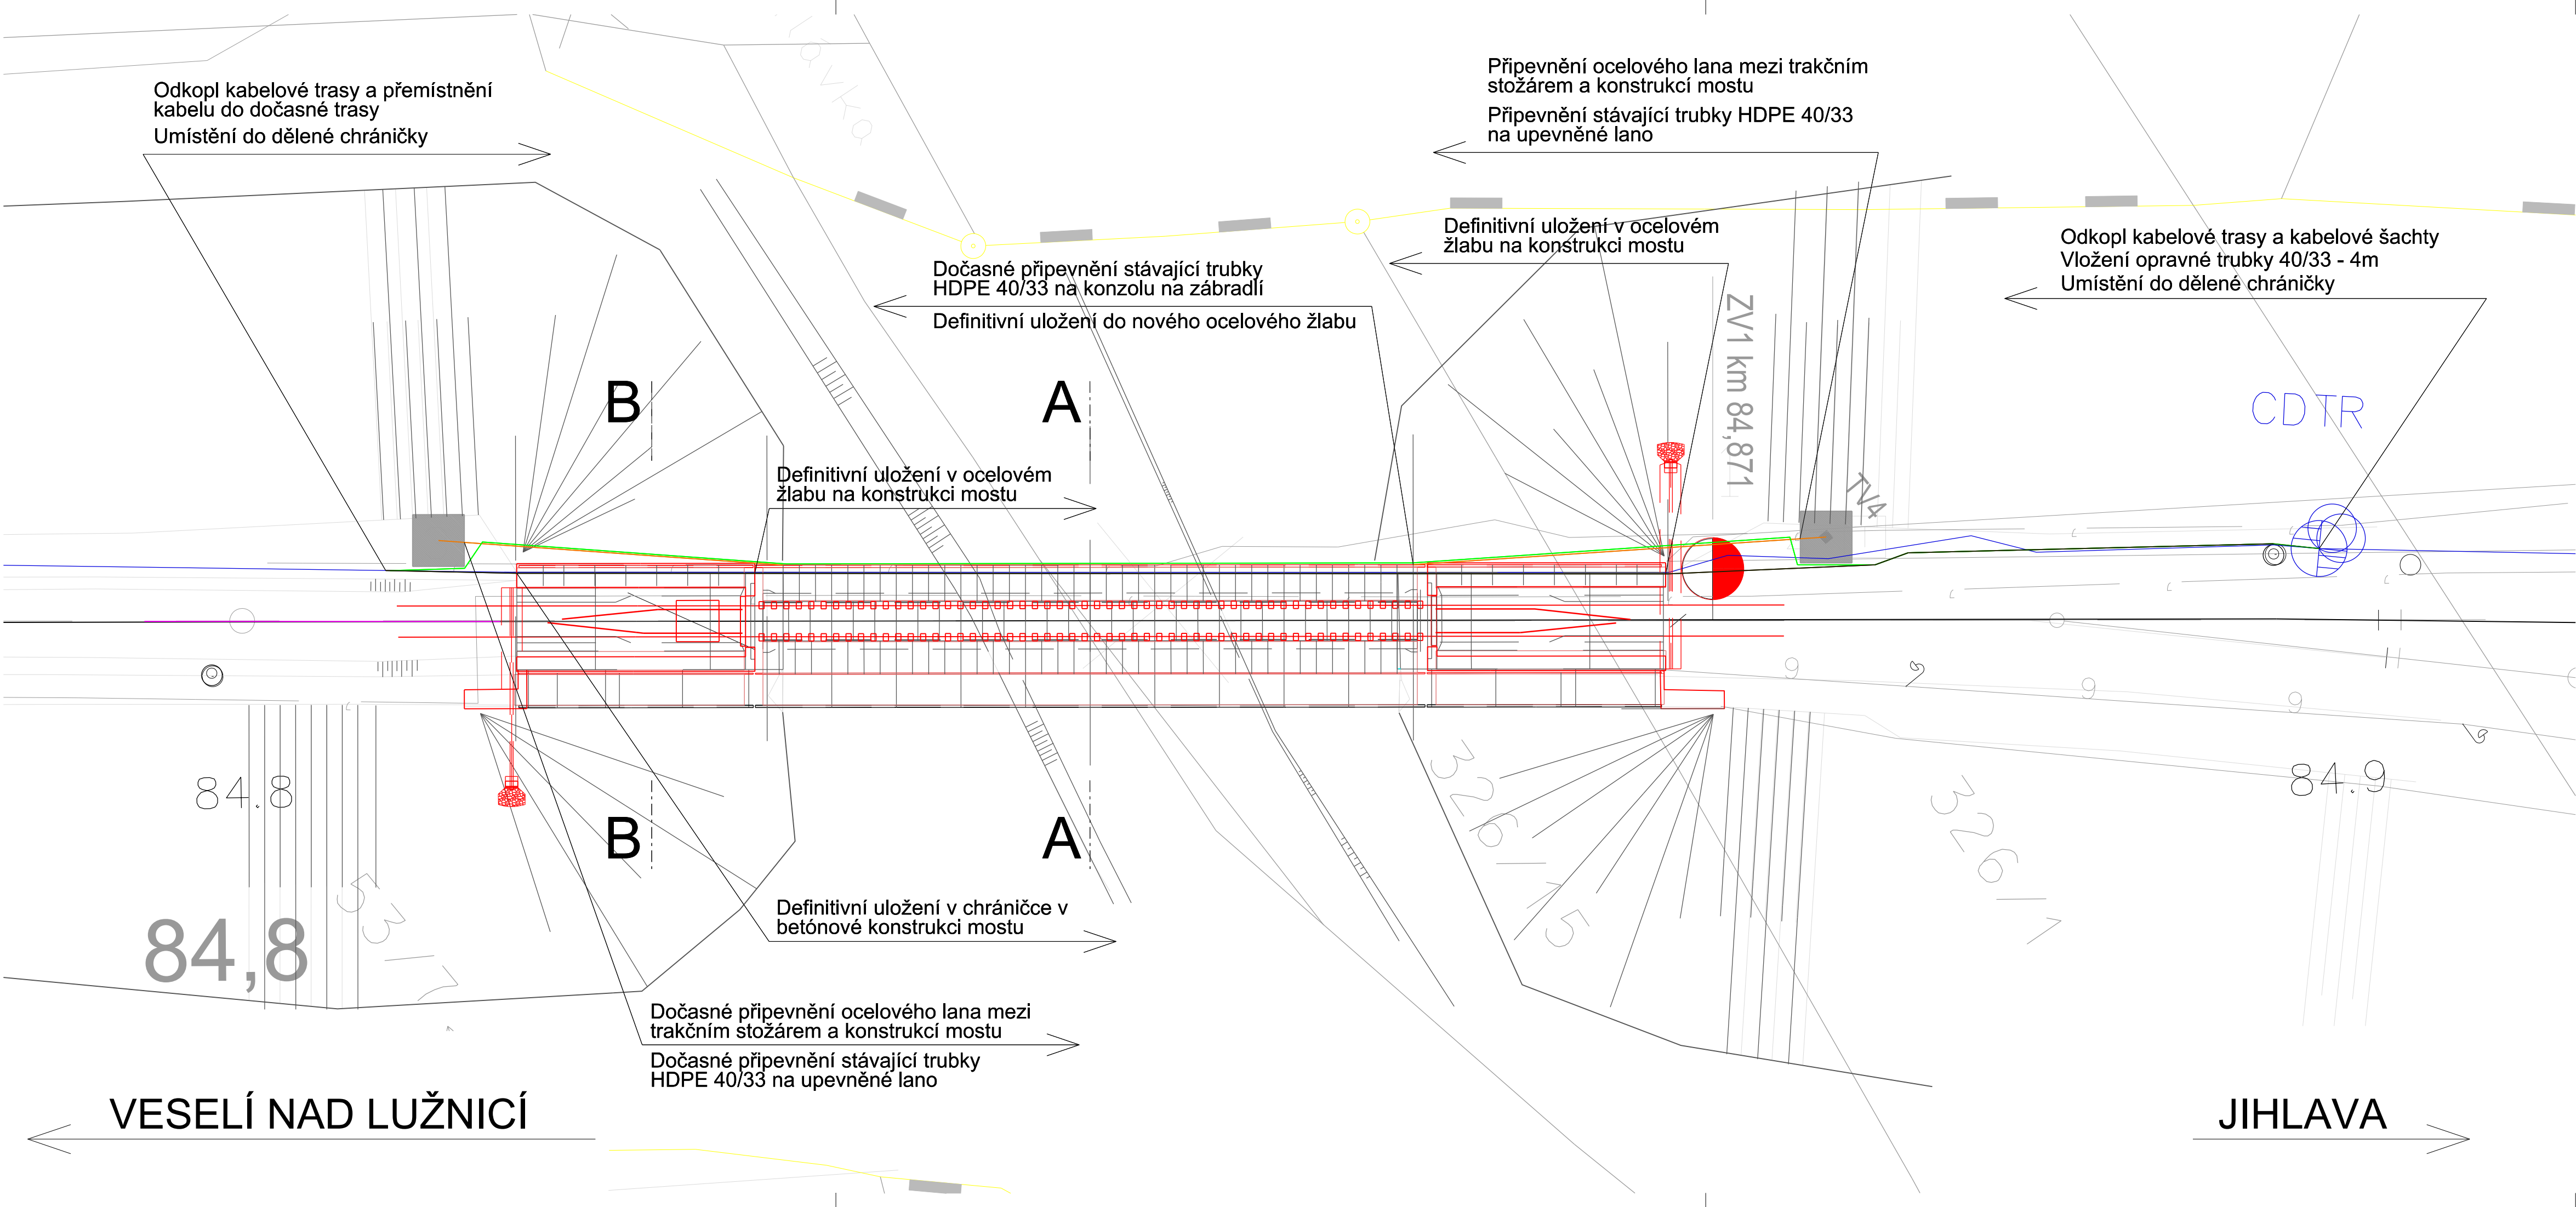 Odkopl kabelové trasy a přemístnění
kabelu do dočasné trasy
Umístění do dělené chráničky
Připevnění ocelového lana mezi trakčním
stožárem a konstrukcí mostu
Připevnění stávající trubky HDPE 40/33
na upevněné lano
Definitivní uložení v ocelovém
žlabu na konstrukci mostu
Odkopl kabelové trasy a kabelové šachty
Vložení opravné trubky 40/33 - 4m
Umístění do dělené chráničky
Dočasné připevnění stávající trubky
HDPE 40/33 na konzolu na zábradlí
Definitivní uložení do nového ocelového žlabu
ZV1 km 84,871
B
A
CDTR
Definitivní uložení v ocelovém
žlabu na konstrukci mostu
TV4
84.8
84.9
B
A
326/15
326/1
53/1
84,8
Definitivní uložení v chráničce v
betónové konstrukci mostu
Dočasné připevnění ocelového lana mezi
trakčním stožárem a konstrukcí mostu
Dočasné připevnění stávající trubky
HDPE 40/33 na upevněné lano
VESELÍ NAD LUŽNICÍ
JIHLAVA